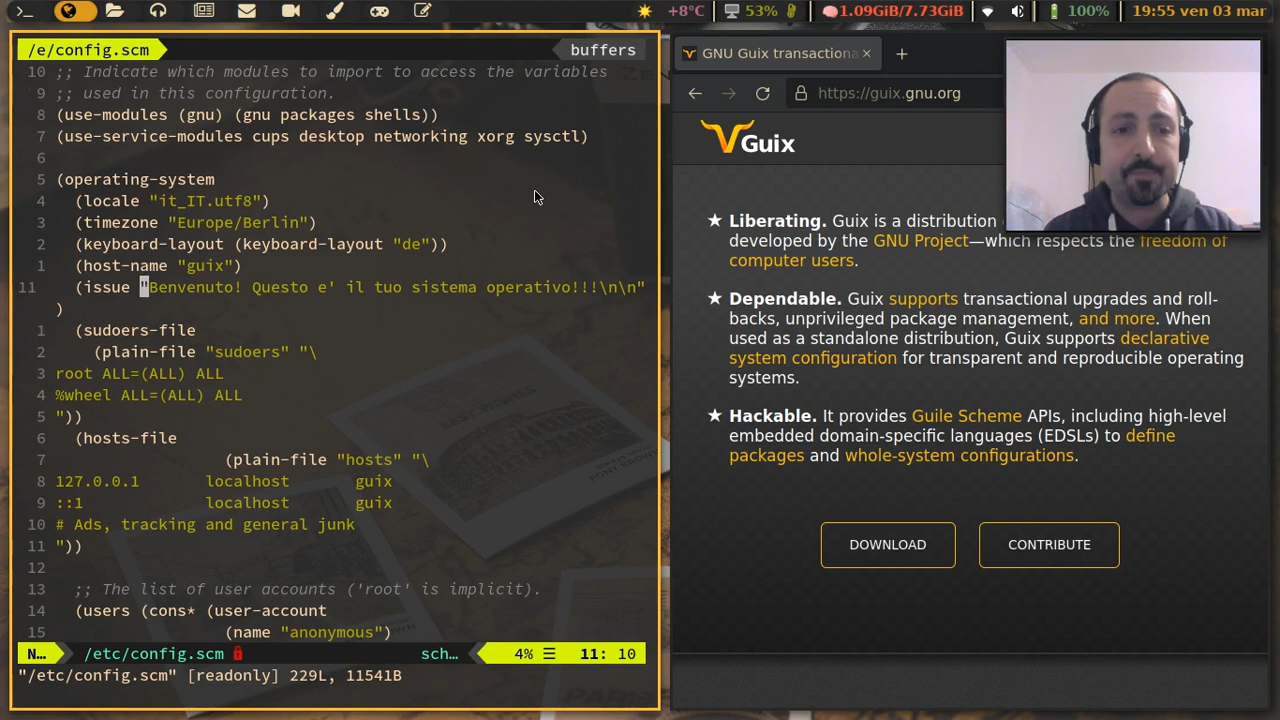 +8°C 53% 1.09GiB/7.73GiB 100% 19:55 ven 03 mar
/e/config.scm buffers
10 ;; Indicate which modules to import to access the variables
9 ;; used in this configuration.
8 (use-modules (gnu) (gnu packages shells))
7 (use-service-modules cups desktop networking xorg sysctl)
6
5 (operating-system
4 (locale "it_IT.utf8")
3 (timezone "Europe/Berlin")
2 (keyboard-layout (keyboard-layout "de"))
1 (host-name "guix")
11 (issue "Benvenuto! Questo e' il tuo sistema operativo!!!\n\n"
)
1 (sudoers-file
2 (plain-file "sudoers" "\
3 root ALL=(ALL) ALL
4 %wheel ALL=(ALL) ALL
5 "))
6 (hosts-file
7 (plain-file "hosts" "\
8 127.0.0.1 localhost guix
9 ::1 localhost guix
10 # Ads, tracking and general junk
11 "))
12
13 ;; The list of user accounts ('root' is implicit).
14 (users (cons* (user-account
15 (name "anonymous")
N… /etc/config.scm sch… 4% ☰ 11: 10
"/etc/config.scm" [readonly] 229L, 11541B
GNU Guix transactiona × +
https://guix.gnu.org
Guix
★ Liberating. Guix is a distribution
developed by the GNU Project—which respects the freedom of
computer users.
★ Dependable. Guix supports transactional upgrades and roll-
backs, unprivileged package management, and more. When
used as a standalone distribution, Guix supports declarative
system configuration for transparent and reproducible operating
systems.
★ Hackable. It provides Guile Scheme APIs, including high-level
embedded domain-specific languages (EDSLs) to define
packages and whole-system configurations.
DOWNLOAD CONTRIBUTE